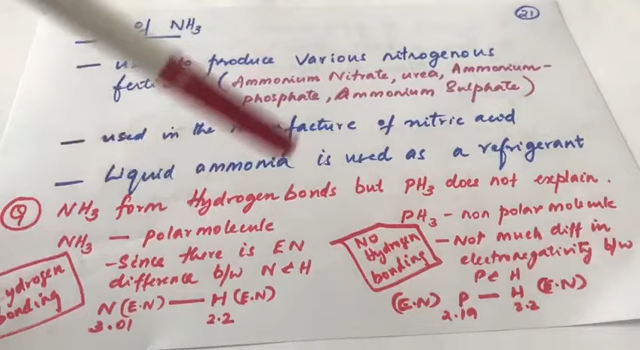 21
of NH3
— to produce various nitrogenous
(Ammonium Nitrate, urea, Ammonium-
phosphate, Ammonium Sulphate)
— used in the facture of nitric acid
— Liquid ammonia is used as a refrigerant
Q NH3 form Hydrogen bonds but PH3 does not explain.
NH3 — polar molecule
- Since there is EN
difference b/w N & H
N (E.N) — H (E.N)
3.01 2.2
ydrogen
bonding
PH3 - non polar molecule
- Not much diff in
electronegativity b/w
P & H
(E.N) P — H (E.N)
2.19 2.2
NO
Hydrogen
bonding